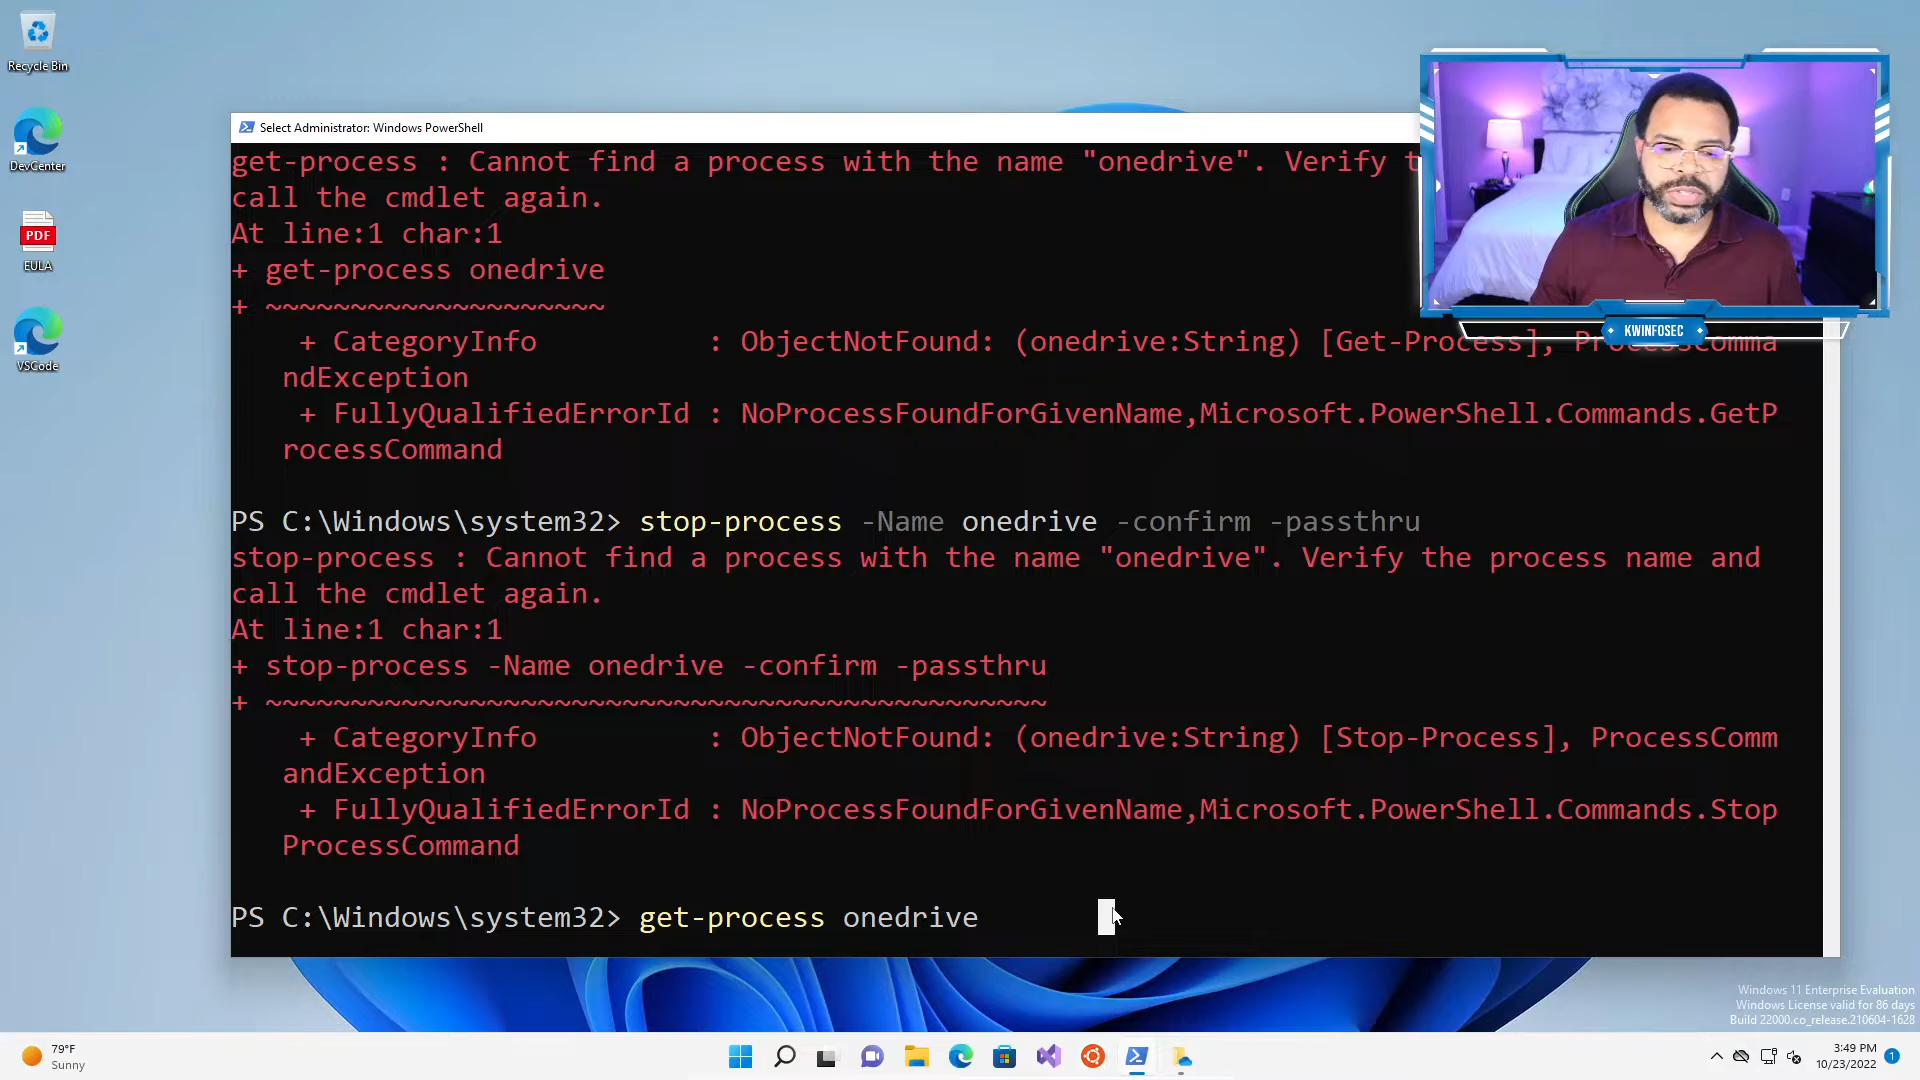 Recycle Bin
DevCenter
PDF
EULA
VSCode
Select Administrator: Windows PowerShell
get-process : Cannot find a process with the name "onedrive". Verify t
call the cmdlet again.
At line:1 char:1
+ get-process onedrive
+ ~~~~~~~~~~~~~~~~~~~~
+ CategoryInfo : ObjectNotFound: (onedrive:String) [Get-Process], ProcessComma
ndException
+ FullyQualifiedErrorId : NoProcessFoundForGivenName,Microsoft.PowerShell.Commands.GetP
rocessCommand
PS C:\Windows\system32> stop-process -Name onedrive -confirm -passthru
stop-process : Cannot find a process with the name "onedrive". Verify the process name and
call the cmdlet again.
At line:1 char:1
+ stop-process -Name onedrive -confirm -passthru
+ ~~~~~~~~~~~~~~~~~~~~~~~~~~~~~~~~~~~~~~~~~~~~~~
+ CategoryInfo : ObjectNotFound: (onedrive:String) [Stop-Process], ProcessComm
andException
+ FullyQualifiedErrorId : NoProcessFoundForGivenName,Microsoft.PowerShell.Commands.Stop
ProcessCommand
PS C:\Windows\system32> get-process onedrive
KWINFOSEC
Windows 11 Enterprise Evaluation
Windows License valid for 86 days
Build 22000.co_release.210604-1628
79°F
Sunny
3:49 PM
10/23/2022
1